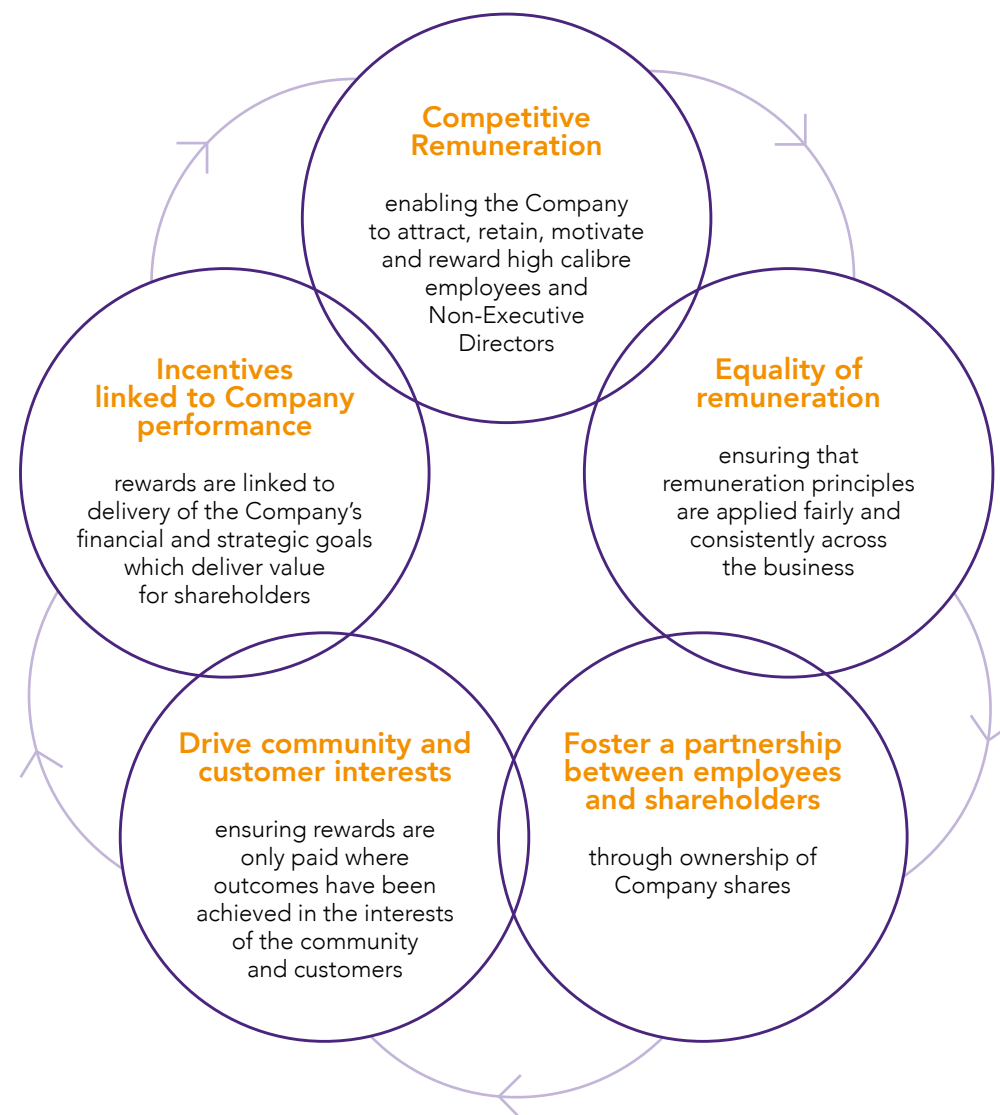 Competitive
Remuneration
enabling the Company
to attract, retain, motivate
and reward high calibre
employees and
Non-Executive
Directors
Equality of
remuneration
ensuring that
remuneration principles
are applied fairly and
consistently across
the business
Foster a partnership
between employees
and shareholders
through ownership of
Company shares
Drive community and
customer interests
ensuring rewards are
only paid where
outcomes have been
achieved in the interests
of the community
and customers
Incentives
linked to Company
performance
rewards are linked to
delivery of the Company’s
financial and strategic goals
which deliver value
for shareholders